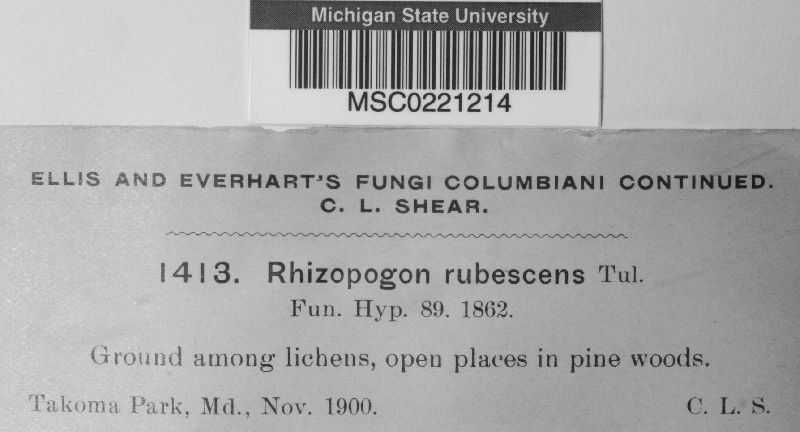 Michigan State University
MSC0221214
ELLIS AND EVERHART'S FUNGI COLUMBIANI CONTINUED.
C. L. SHEAR.
1413. Rhizopogon rubescens Tul.
Fun. Hyp. 89. 1862.
Ground among lichens, open places in pine woods.
Takoma Park, Md., Nov. 1900. C. L. S.